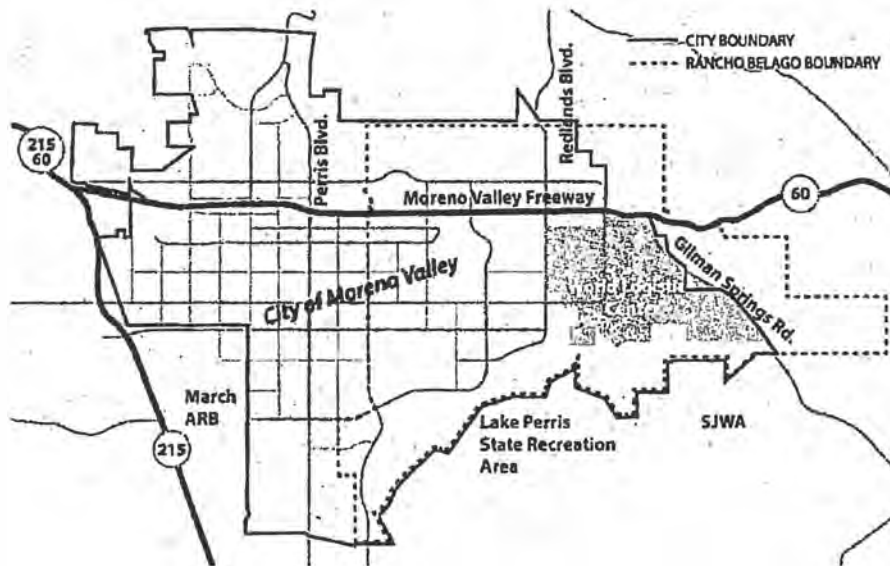 CITY BOUNDARY
RANCHO BELAGO BOUNDARY
Redlands Blvd.
Perris Blvd.
215
60
Moreno Valley Freeway
60
Gilman Springs Rd.
City of Moreno Valley
March
ARB
Lake Perris
State Recreation
Area
SJWA
215